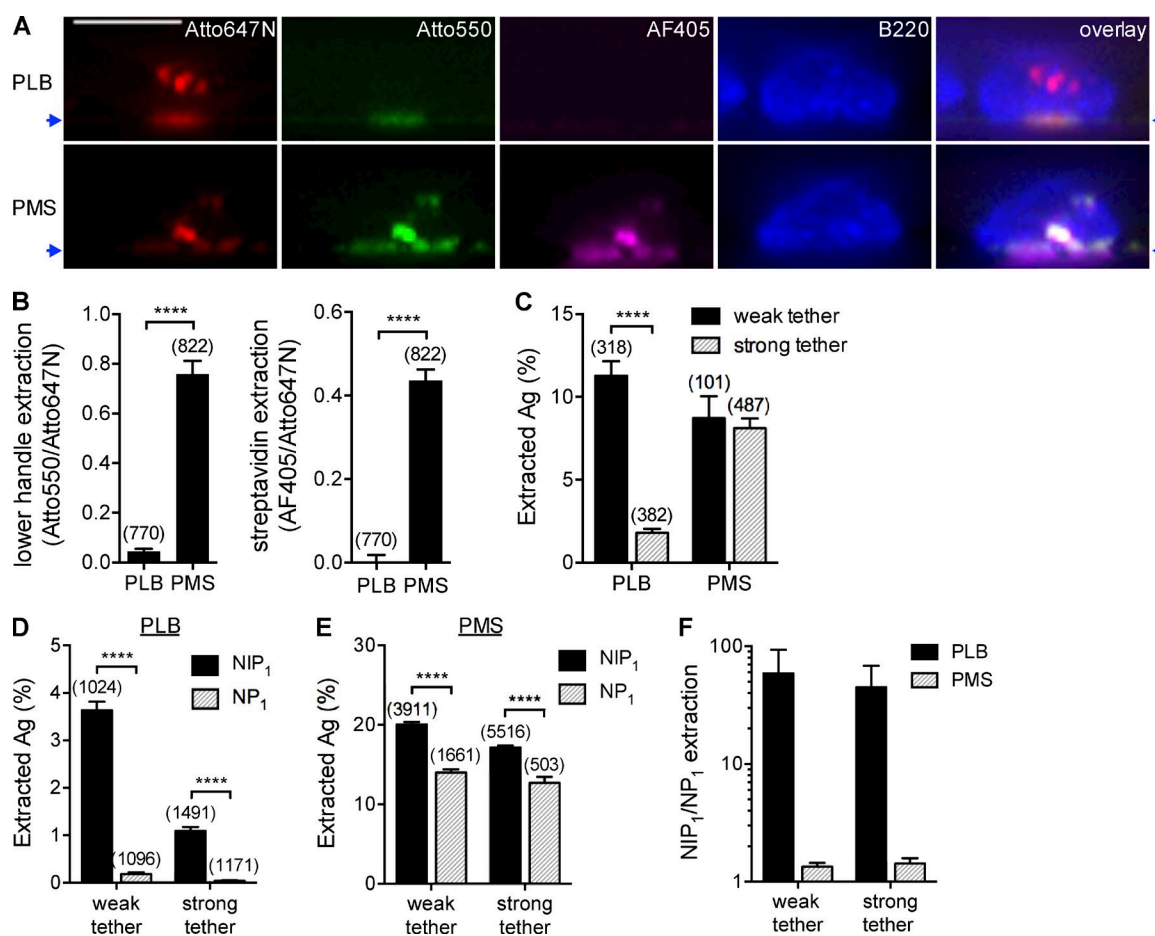 A
Atto647N
Atto550
AF405
B220
overlay
PLB
PMS
B
lower handle extraction
(Atto550/Atto647N)
1.0
0.8
0.6
0.4
0.2
0.0
****
(770)
(822)
PLB PMS
streptavidin extraction
(AF405/Atto647N)
0.6
0.4
0.2
0.0
****
(770)
(822)
PLB PMS
C
Extracted Ag (%)
15
10
5
0
****
(318)
(382)
(101)
(487)
PLB
PMS
weak tether
strong tether
D
PLB
Extracted Ag (%)
5
4
3
2
1
0
****
(1024)
(1096)
****
(1491)
(1171)
weak tether
strong tether
NIP1
NP1
E
PMS
Extracted Ag (%)
30
20
10
0
****
(3911)
(1661)
****
(5516)
(503)
weak tether
strong tether
NIP1
NP1
F
NIP1/NP1 extraction
100
10
1
weak tether
strong tether
PLB
PMS